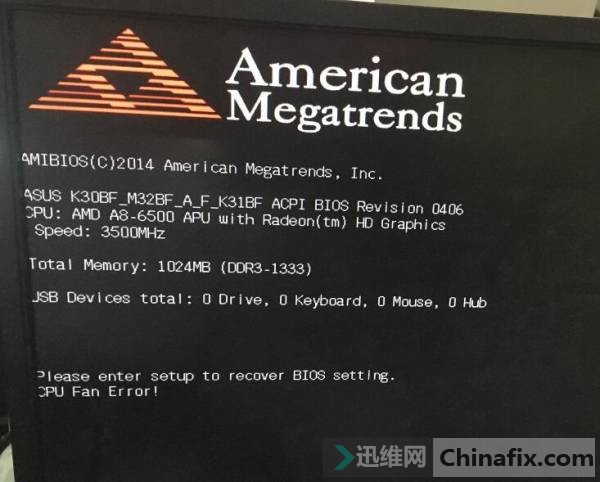 American
Megatrends
AMIBIOS(C)2014 American Megatrends, Inc.
ASUS K30BF_M32BF_A_F_K31BF ACPI BIOS Revision 0406
CPU: AMD A8-6500 APU with Radeon(tm) HD Graphics
Speed: 3500MHz
Total Memory: 1024MB (DDR3-1333)
USB Devices total: 0 Drive, 0 Keyboard, 0 Mouse, 0 Hub
Please enter setup to recover BIOS setting.
CPU Fan Error!
迅维网 Chinafix.com